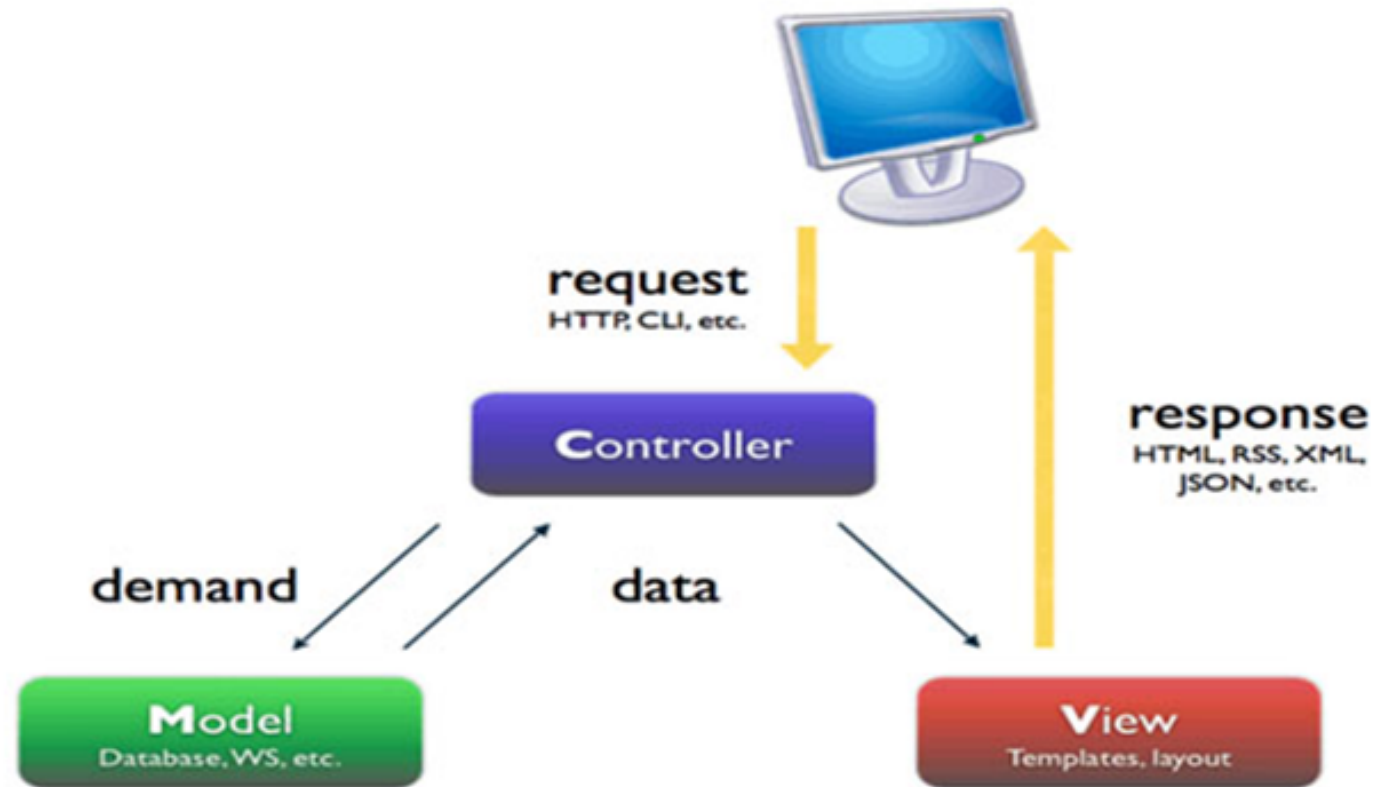 request
HTTP, CLI, etc.
Controller
response
HTML, RSS, XML,
JSON, etc.
demand
data
Model
Database, WS, etc.
View
Templates, layout